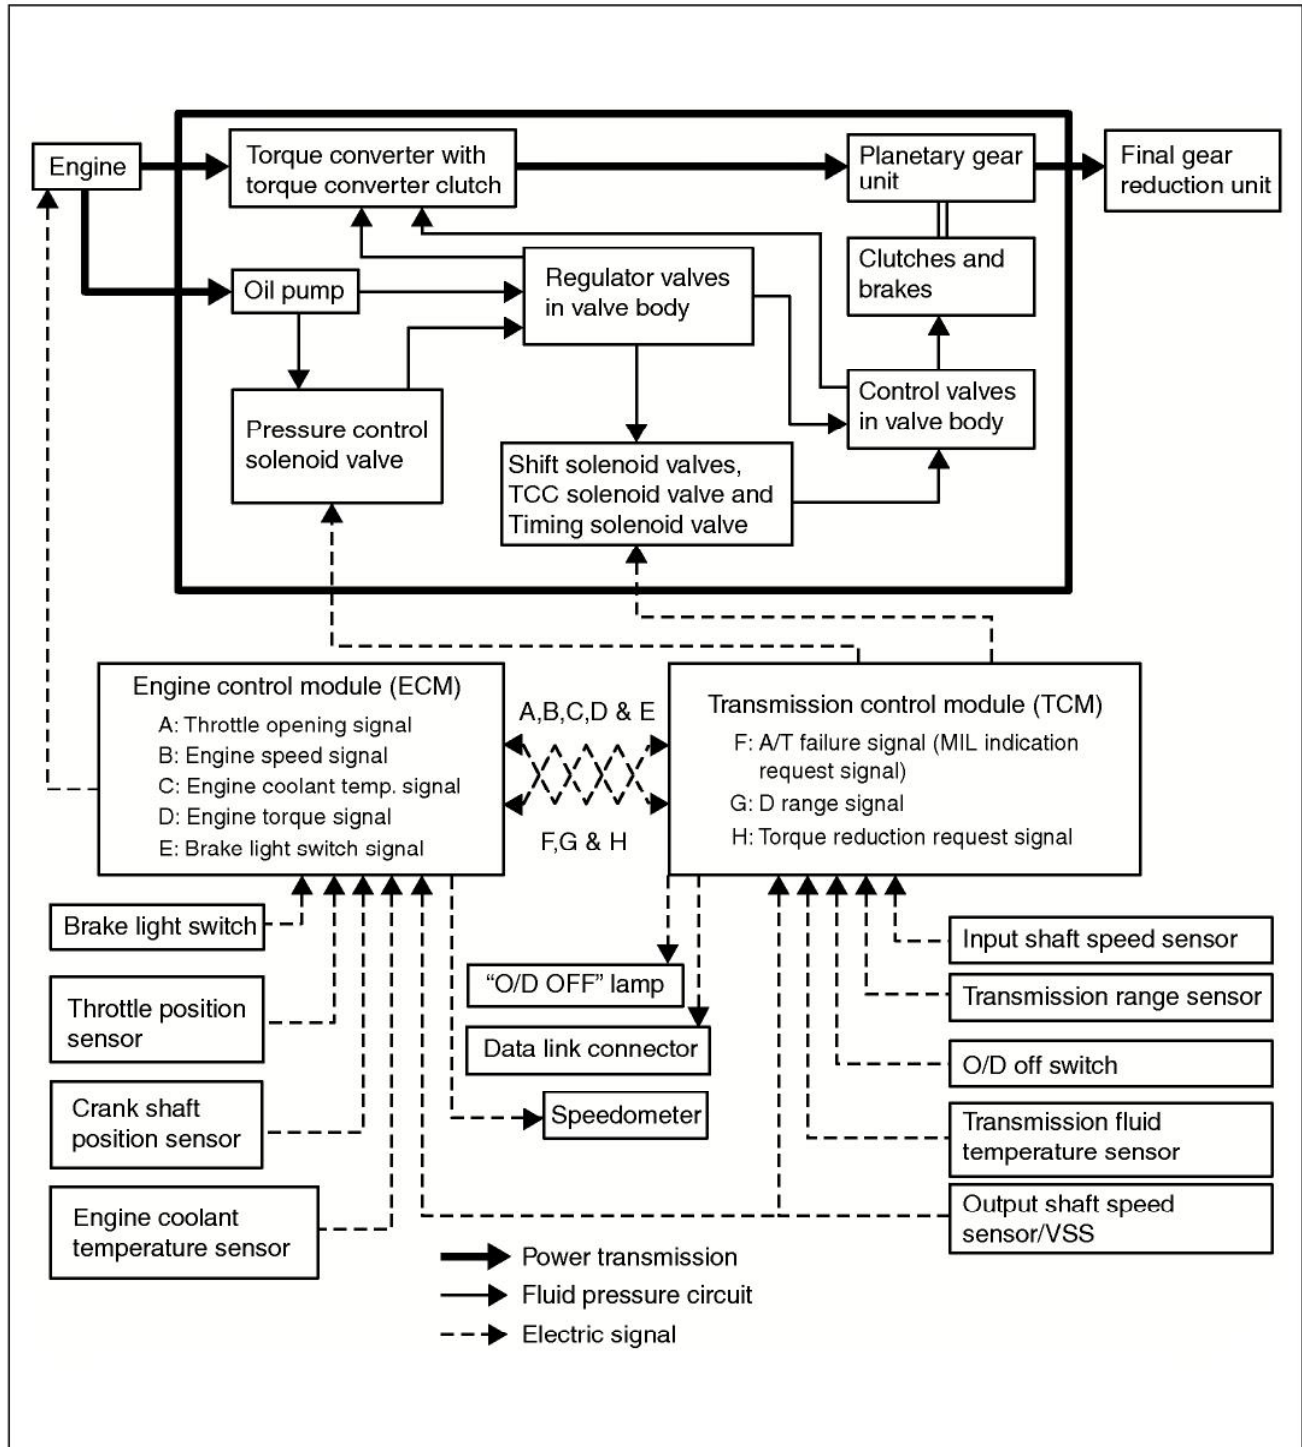 Engine
Torque converter with
torque converter clutch
Planetary gear
unit
Final gear
reduction unit
Oil pump
Regulator valves
in valve body
Clutches and
brakes
Pressure control
solenoid valve
Control valves
in valve body
Shift solenoid valves,
TCC solenoid valve and
Timing solenoid valve
Engine control module (ECM)
A: Throttle opening signal
B: Engine speed signal
C: Engine coolant temp. signal
D: Engine torque signal
E: Brake light switch signal
A,B,C,D & E
F,G & H
Transmission control module (TCM)
F: A/T failure signal (MIL indication
request signal)
G: D range signal
H: Torque reduction request signal
Brake light switch
Throttle position
sensor
Crank shaft
position sensor
Engine coolant
temperature sensor
“O/D OFF” lamp
Data link connector
Speedometer
Input shaft speed sensor
Transmission range sensor
O/D off switch
Transmission fluid
temperature sensor
Output shaft speed
sensor/VSS
Power transmission
Fluid pressure circuit
Electric signal